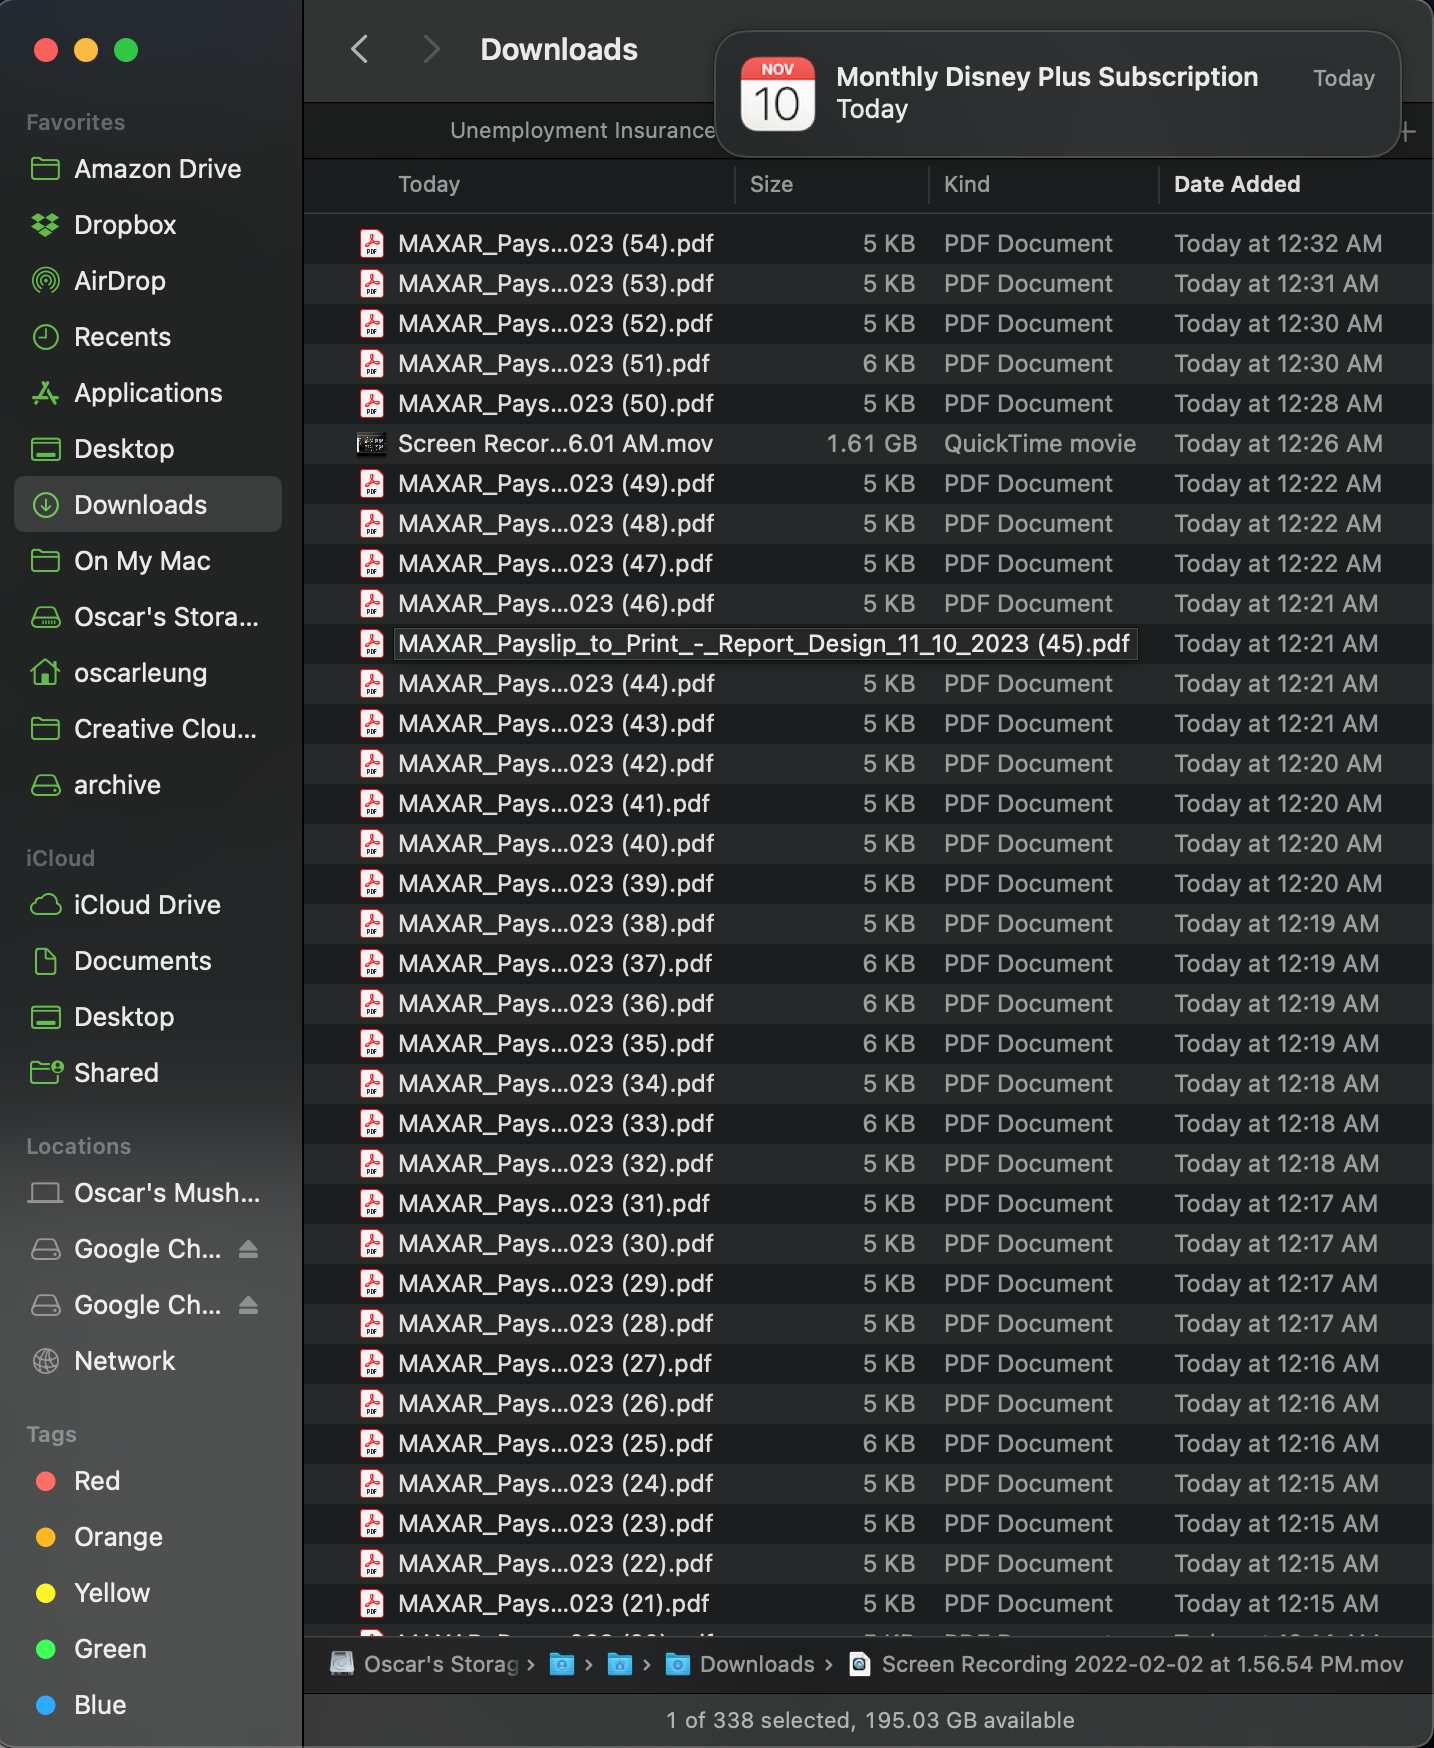 Favorites
Amazon Drive
Dropbox
AirDrop
Recents
Applications
Desktop
Downloads
On My Mac
Oscar's Stora...
oscarleung
Creative Clou...
archive
iCloud
iCloud Drive
Documents
Desktop
Shared
Locations
Oscar's Mush...
Google Ch...
Google Ch...
Network
Tags
Red
Orange
Yellow
Green
Blue
Downloads
NOV
10
Monthly Disney Plus Subscription Today
Today
Unemployment Insurance
Today Size Kind Date Added
MAXAR_Pays...023 (54).pdf 5 KB PDF Document Today at 12:32 AM
MAXAR_Pays...023 (53).pdf 5 KB PDF Document Today at 12:31 AM
MAXAR_Pays...023 (52).pdf 5 KB PDF Document Today at 12:30 AM
MAXAR_Pays...023 (51).pdf 6 KB PDF Document Today at 12:30 AM
MAXAR_Pays...023 (50).pdf 5 KB PDF Document Today at 12:28 AM
Screen Recor...6.01 AM.mov 1.61 GB QuickTime movie Today at 12:26 AM
MAXAR_Pays...023 (49).pdf 5 KB PDF Document Today at 12:22 AM
MAXAR_Pays...023 (48).pdf 5 KB PDF Document Today at 12:22 AM
MAXAR_Pays...023 (47).pdf 5 KB PDF Document Today at 12:22 AM
MAXAR_Pays...023 (46).pdf 5 KB PDF Document Today at 12:21 AM
MAXAR_Payslip_to_Print_-_Report_Design_11_10_2023 (45).pdf Today at 12:21 AM
MAXAR_Pays...023 (44).pdf 5 KB PDF Document Today at 12:21 AM
MAXAR_Pays...023 (43).pdf 5 KB PDF Document Today at 12:21 AM
MAXAR_Pays...023 (42).pdf 5 KB PDF Document Today at 12:20 AM
MAXAR_Pays...023 (41).pdf 5 KB PDF Document Today at 12:20 AM
MAXAR_Pays...023 (40).pdf 5 KB PDF Document Today at 12:20 AM
MAXAR_Pays...023 (39).pdf 5 KB PDF Document Today at 12:20 AM
MAXAR_Pays...023 (38).pdf 5 KB PDF Document Today at 12:19 AM
MAXAR_Pays...023 (37).pdf 6 KB PDF Document Today at 12:19 AM
MAXAR_Pays...023 (36).pdf 6 KB PDF Document Today at 12:19 AM
MAXAR_Pays...023 (35).pdf 6 KB PDF Document Today at 12:19 AM
MAXAR_Pays...023 (34).pdf 5 KB PDF Document Today at 12:18 AM
MAXAR_Pays...023 (33).pdf 6 KB PDF Document Today at 12:18 AM
MAXAR_Pays...023 (32).pdf 5 KB PDF Document Today at 12:18 AM
MAXAR_Pays...023 (31).pdf 5 KB PDF Document Today at 12:17 AM
MAXAR_Pays...023 (30).pdf 5 KB PDF Document Today at 12:17 AM
MAXAR_Pays...023 (29).pdf 5 KB PDF Document Today at 12:17 AM
MAXAR_Pays...023 (28).pdf 5 KB PDF Document Today at 12:17 AM
MAXAR_Pays...023 (27).pdf 5 KB PDF Document Today at 12:16 AM
MAXAR_Pays...023 (26).pdf 5 KB PDF Document Today at 12:16 AM
MAXAR_Pays...023 (25).pdf 6 KB PDF Document Today at 12:16 AM
MAXAR_Pays...023 (24).pdf 5 KB PDF Document Today at 12:15 AM
MAXAR_Pays...023 (23).pdf 5 KB PDF Document Today at 12:15 AM
MAXAR_Pays...023 (22).pdf 5 KB PDF Document Today at 12:15 AM
MAXAR_Pays...023 (21).pdf 5 KB PDF Document Today at 12:15 AM
Oscar's Storag › › › Downloads › Screen Recording 2022-02-02 at 1.56.54 PM.mov
1 of 338 selected, 195.03 GB available